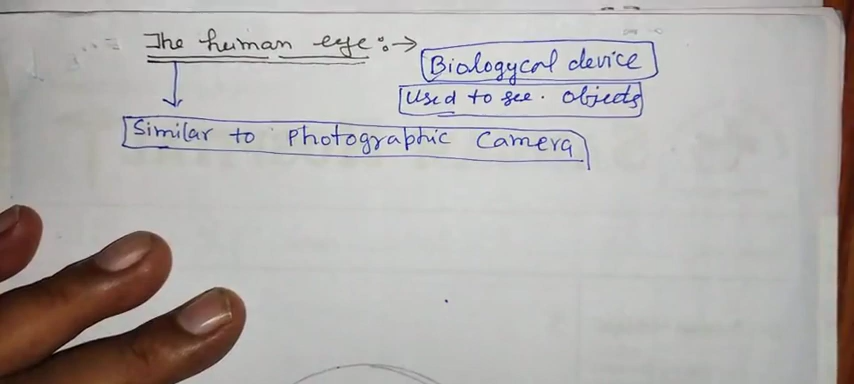 The human eye :→ Biologycal device
Used to see. Objects
Similar to Photographic Camera